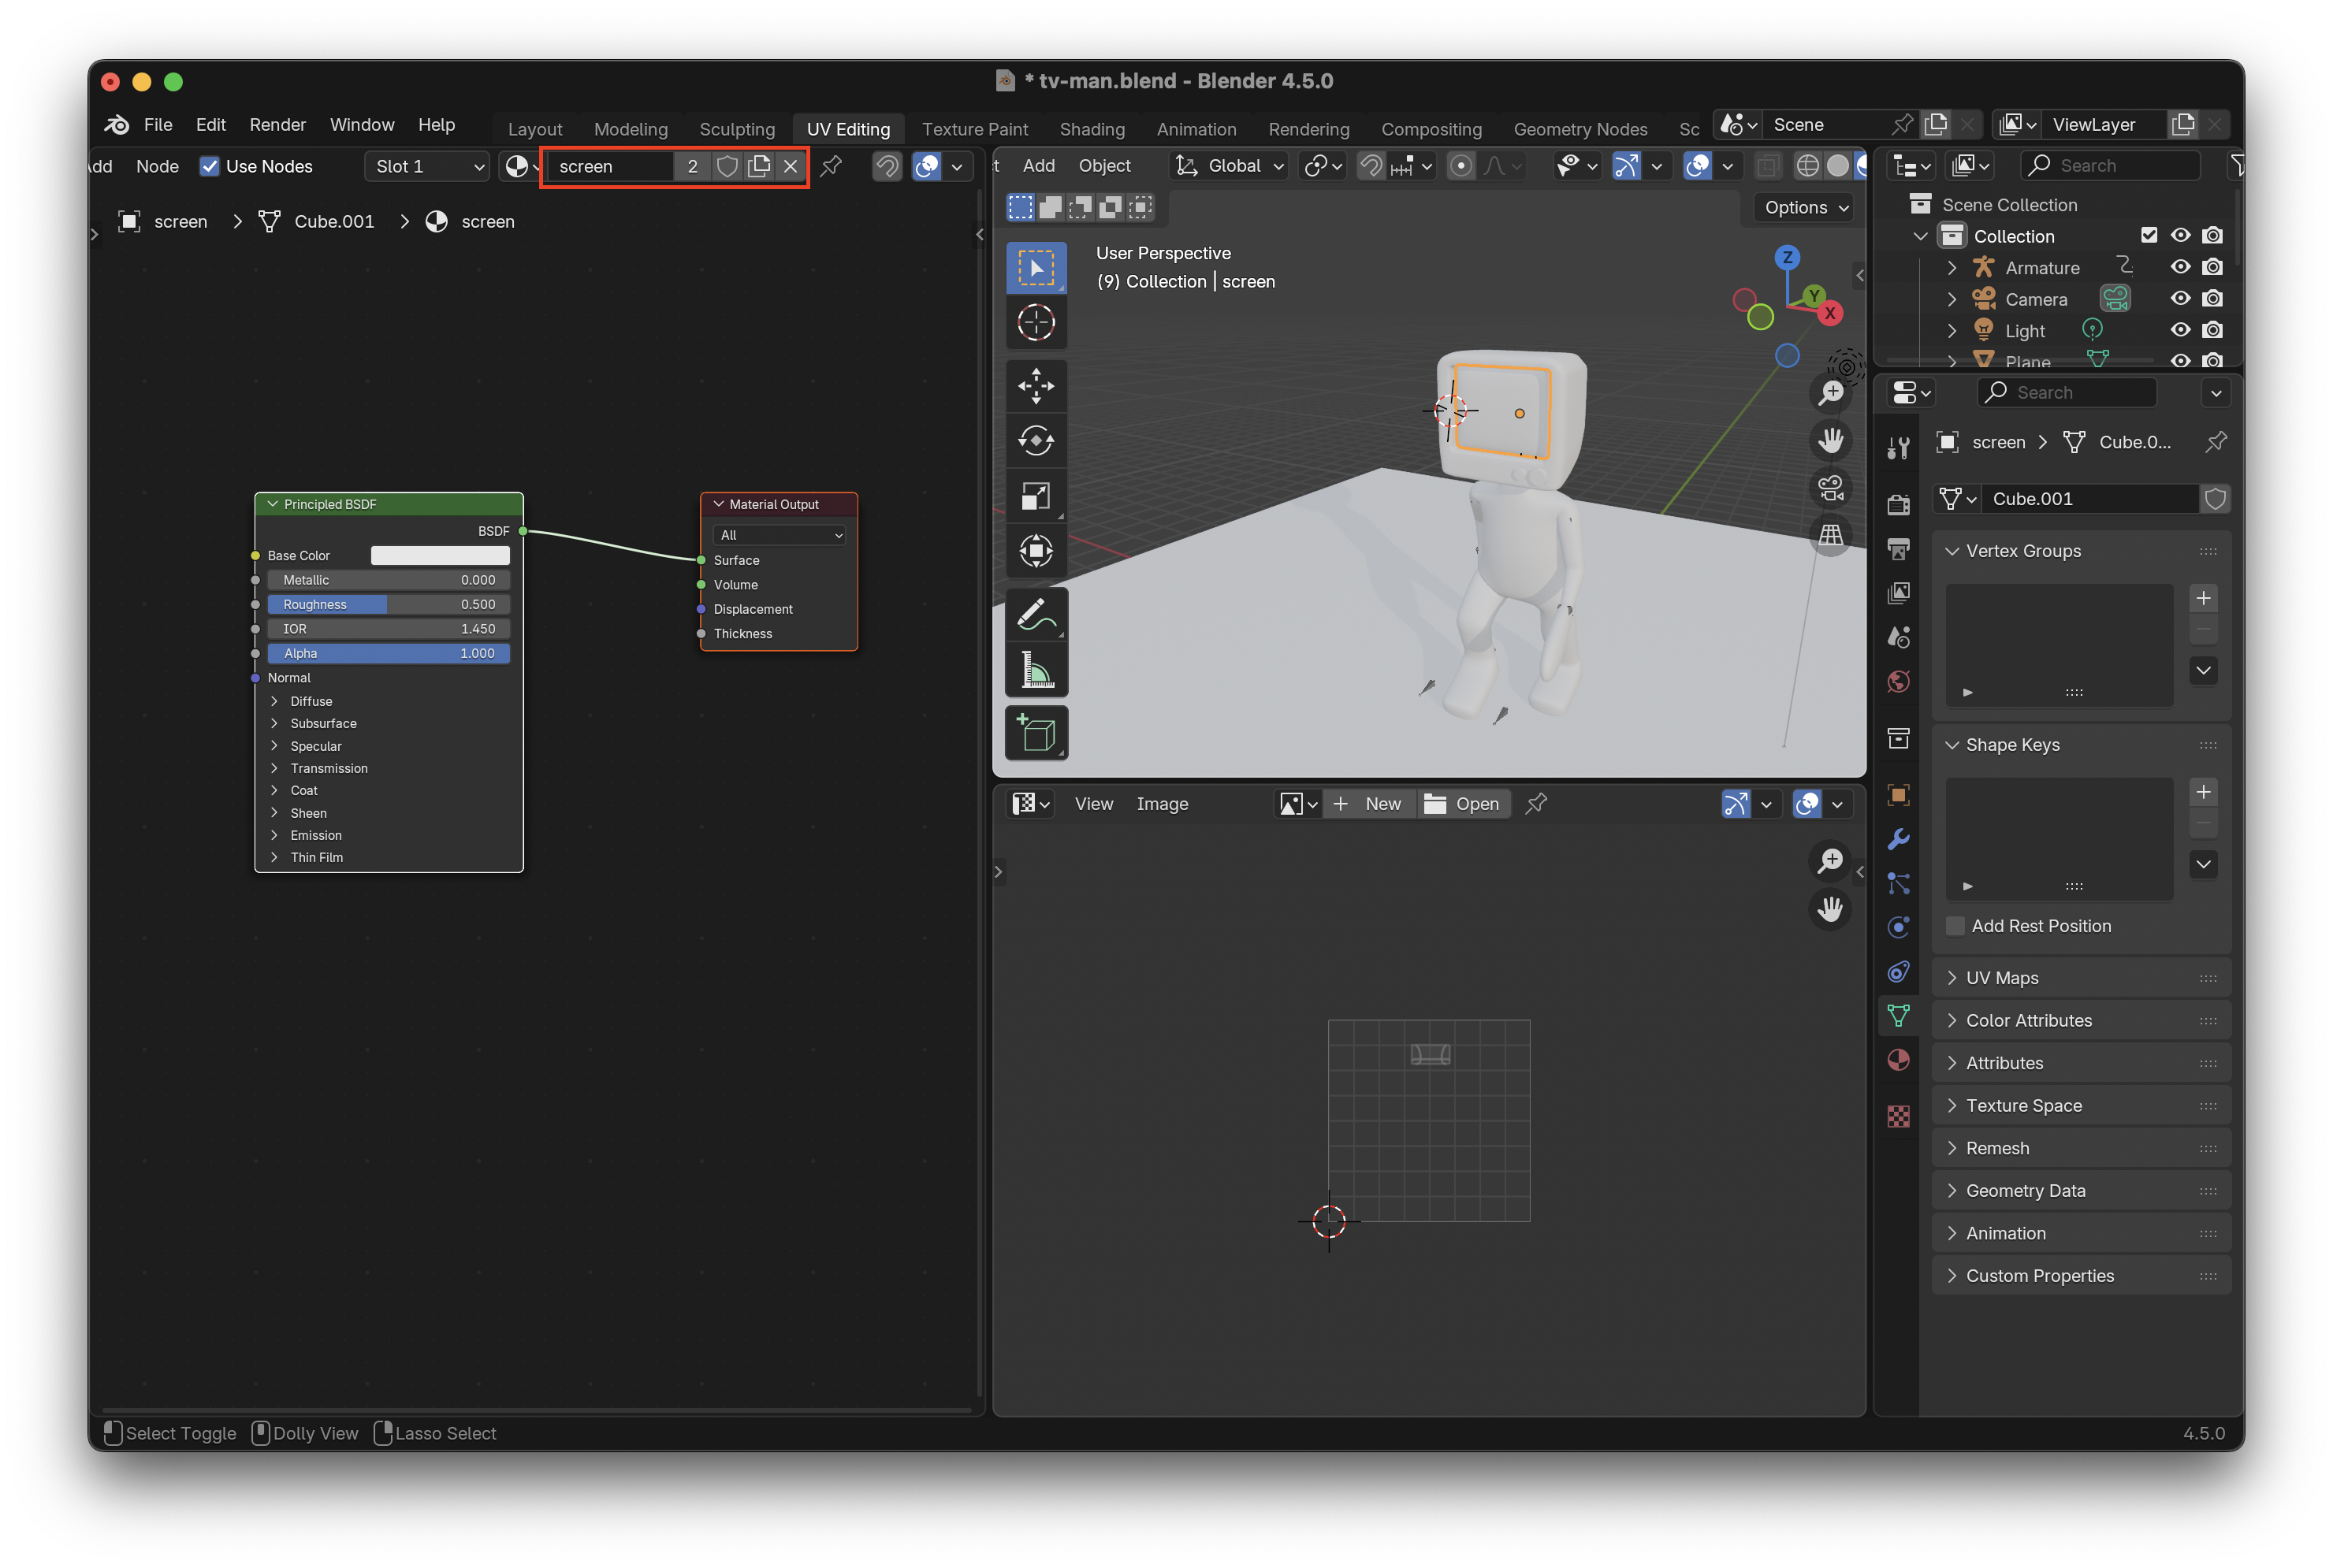 * tv-man.blend - Blender 4.5.0
File Edit Render Window Help
Layout Modeling Sculpting UV Editing Texture Paint Shading Animation Rendering Compositing Geometry Nodes Sc
Scene
ViewLayer
dd Node Use Nodes Slot 1 screen 2
screen Cube.001 screen
Principled BSDF
BSDF
Base Color
Metallic 0.000
Roughness 0.500
IOR 1.450
Alpha 1.000
Normal
Diffuse
Subsurface
Specular
Transmission
Coat
Sheen
Emission
Thin Film
Material Output
All
Surface
Volume
Displacement
Thickness
t Add Object Global
Options
User Perspective
(9) Collection | screen
Z
Y
X
View Image New Open
Search
Scene Collection
Collection
Armature
Camera
Light
Plane
Search
screen Cube.0...
Cube.001
Vertex Groups
Shape Keys
Add Rest Position
UV Maps
Color Attributes
Attributes
Texture Space
Remesh
Geometry Data
Animation
Custom Properties
Select Toggle Dolly View Lasso Select
4.5.0